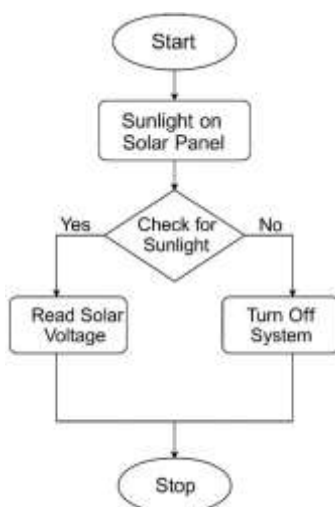 Start
Sunlight on
Solar Panel
Check for
Sunlight
Yes
No
Read Solar
Voltage
Turn Off
System
Stop